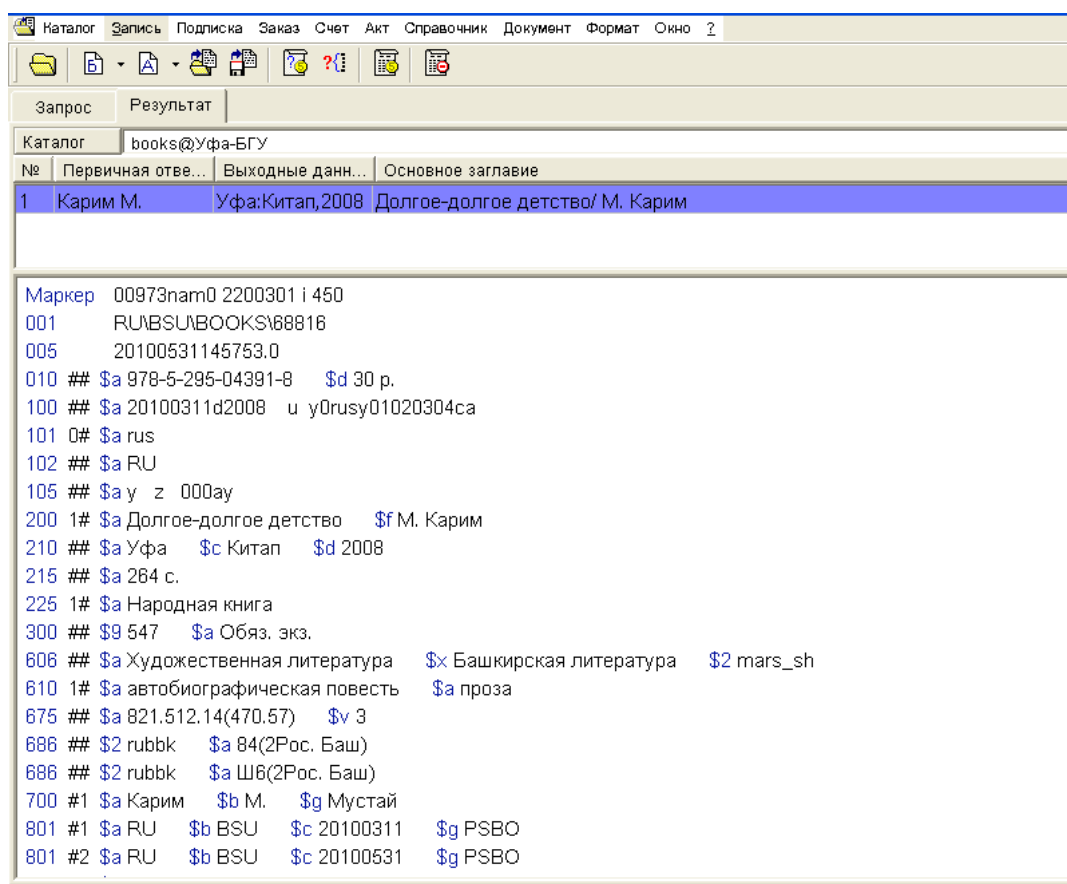 Каталог Запись Подписка Заказ Счет Акт Справочник Документ Формат Окно ?
Запрос Результат
Каталог books@Уфа-БГУ
№ Первичная отве... Выходные данн... Основное заглавие
1 Карим М. Уфа:Китап,2008 Долгое-долгое детство/ М. Карим
Маркер 00973nam0 2200301 i 450
001 RU\BSU\BOOKS\68816
005 20100531145753.0
010 ## $a 978-5-295-04391-8 $d 30 р.
100 ## $a 20100311d2008 u y0rusy01020304ca
101 0# $a rus
102 ## $a RU
105 ## $a y z 000ay
200 1# $a Долгое-долгое детство $f М. Карим
210 ## $a Уфа $c Китап $d 2008
215 ## $a 264 с.
225 1# $a Народная книга
300 ## $9 547 $a Обяз. экз.
606 ## $a Художественная литература $x Башкирская литература $2 mars_sh
610 1# $a автобиографическая повесть $a проза
675 ## $a 821.512.14(470.57) $v 3
686 ## $2 rubbk $a 84(2Рос. Баш)
686 ## $2 rubbk $a Ш6(2Рос. Баш)
700 #1 $a Карим $b М. $g Мустай
801 #1 $a RU $b BSU $c 20100311 $g PSBO
801 #2 $a RU $b BSU $c 20100531 $g PSBO